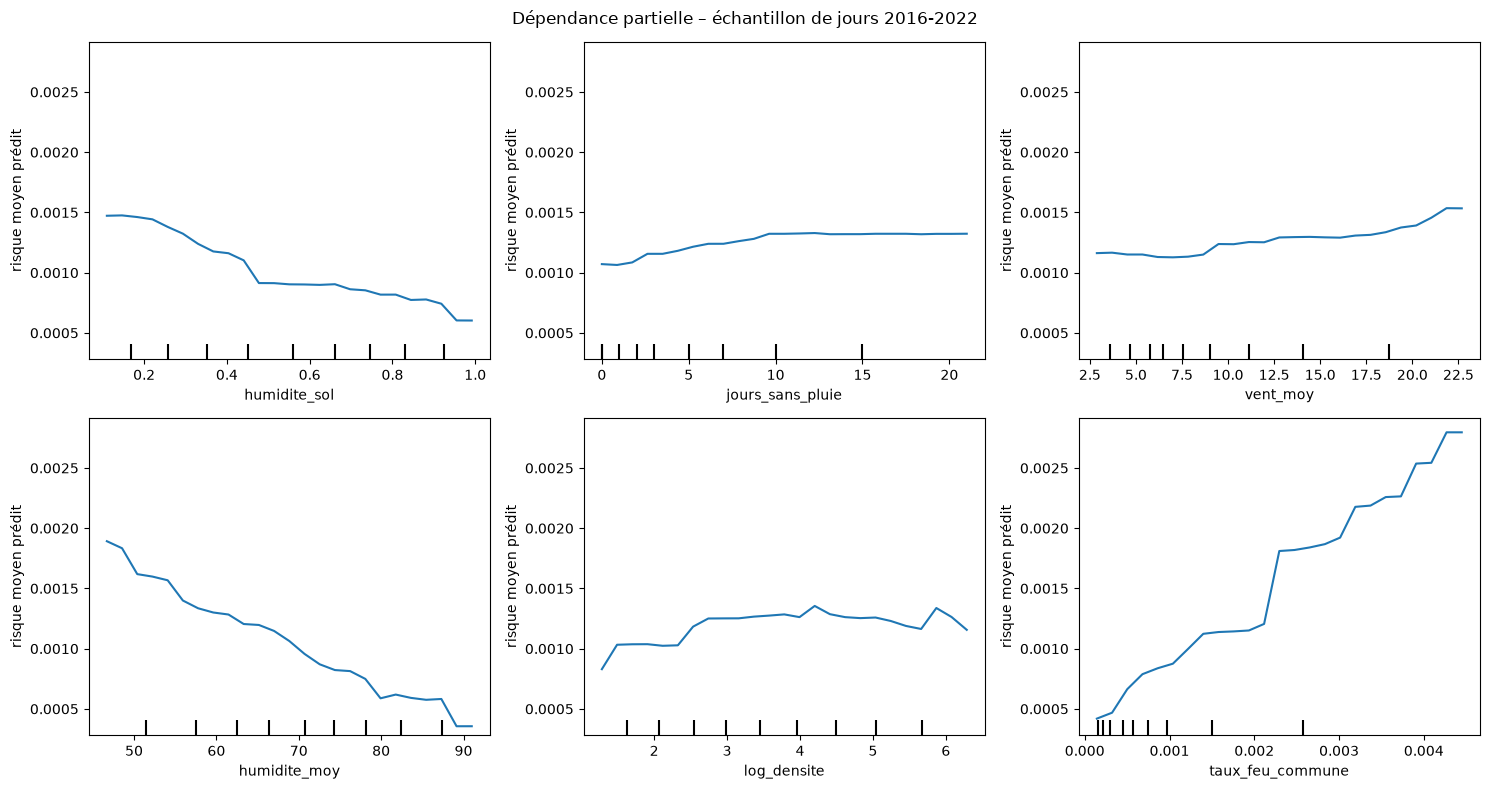 Dépendance partielle – échantillon de jours 2016-2022
risque moyen prédit
0.0025
0.0020
0.0015
0.0010
0.0005
0.2 0.4 0.6 0.8 1.0
humidite_sol
risque moyen prédit
0.0025
0.0020
0.0015
0.0010
0.0005
0 5 10 15 20
jours_sans_pluie
risque moyen prédit
0.0025
0.0020
0.0015
0.0010
0.0005
2.5 5.0 7.5 10.0 12.5 15.0 17.5 20.0 22.5
vent_moy
risque moyen prédit
0.0025
0.0020
0.0015
0.0010
0.0005
50 60 70 80 90
humidite_moy
risque moyen prédit
0.0025
0.0020
0.0015
0.0010
0.0005
2 3 4 5 6
log_densite
risque moyen prédit
0.0025
0.0020
0.0015
0.0010
0.0005
0.000 0.001 0.002 0.003 0.004
taux_feu_commune